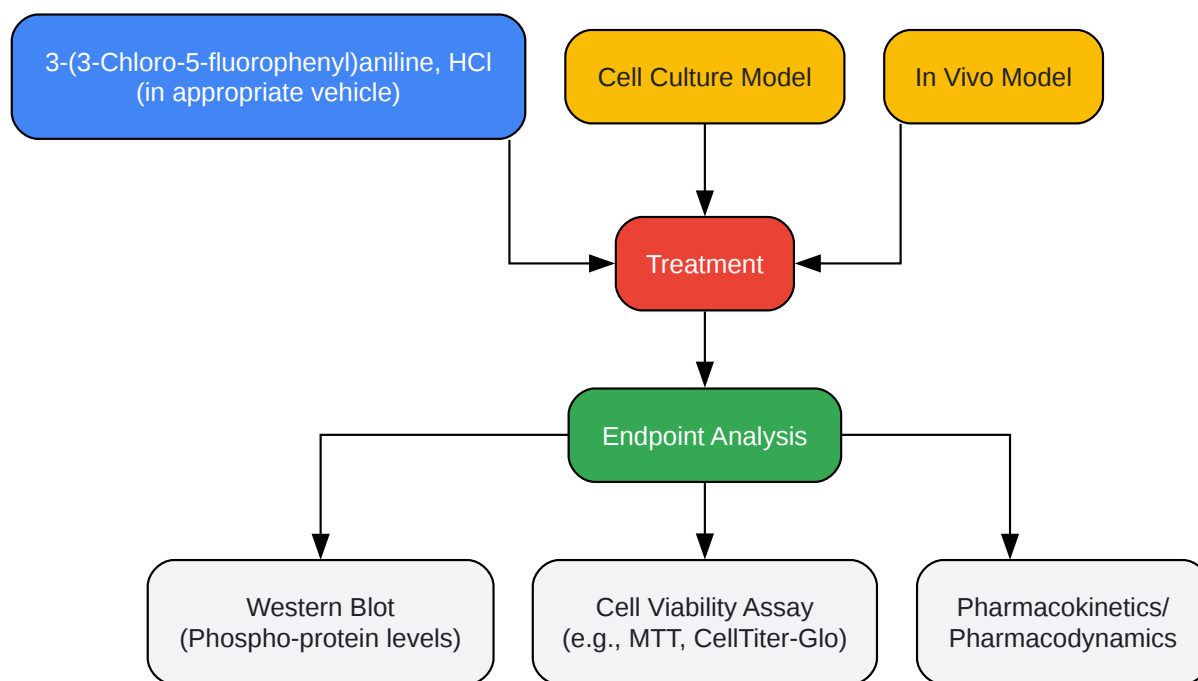 3-(3-Chloro-5-fluorophenyl)aniline, HCl
(in appropriate vehicle)
Cell Culture Model
In Vivo Model
Treatment
Endpoint Analysis
Western Blot
(Phospho-protein levels)
Cell Viability Assay
(e.g., MTT, CellTiter-Glo)
Pharmacokinetics/
Pharmacodynamics